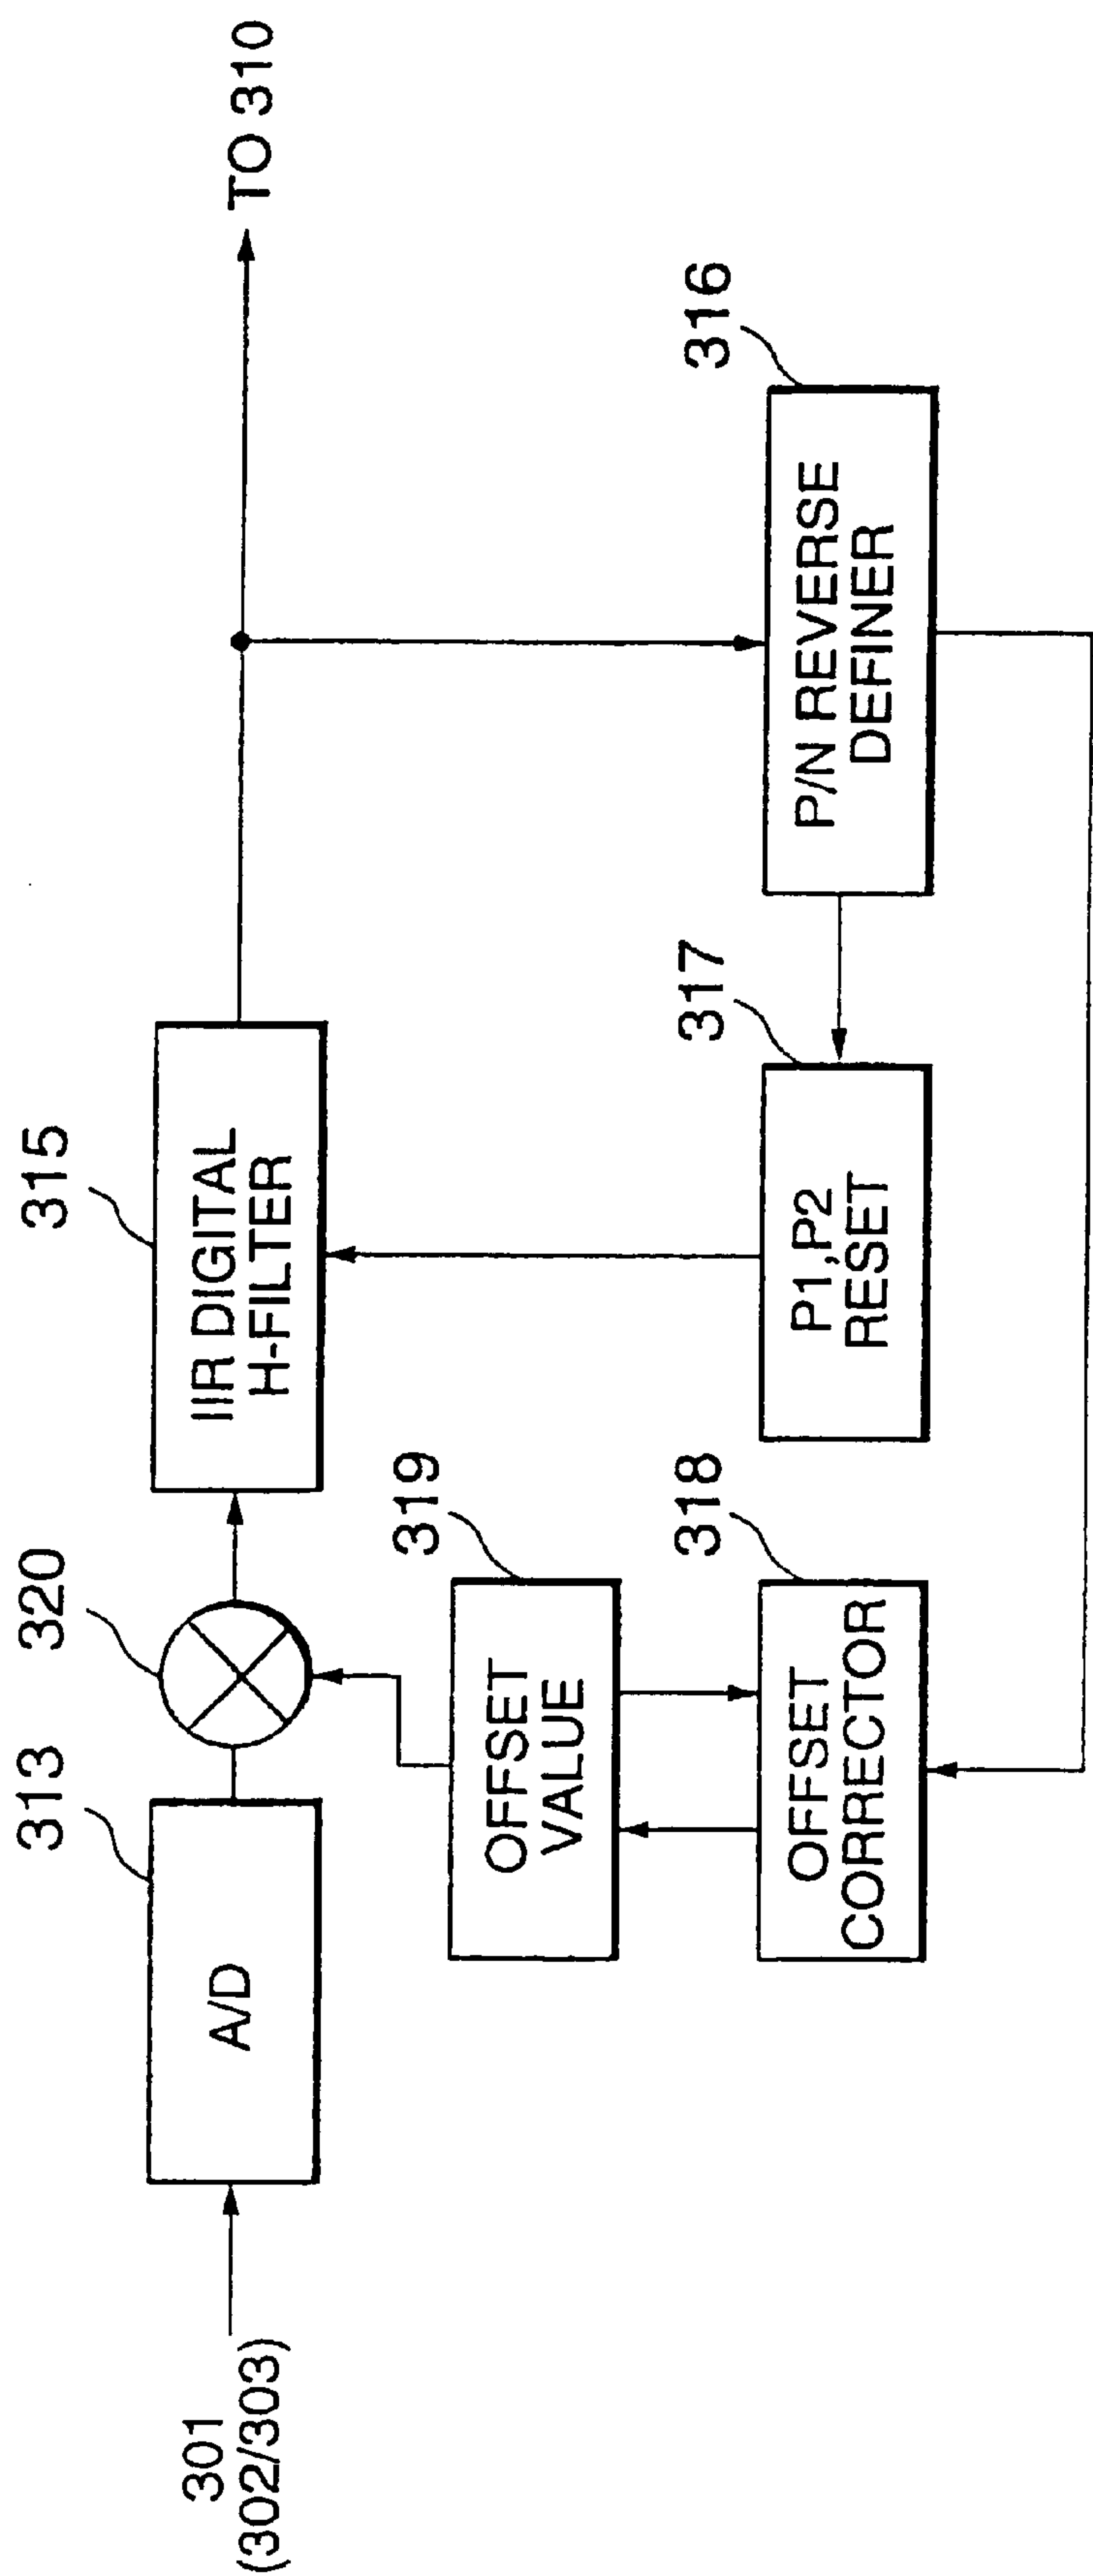 301
(302/303)
313
A/D
320
315
IIR DIGITAL
H-FILTER
TO 310
319
OFFSET
VALUE
318
OFFSET
CORRECTOR
317
P1,P2
RESET
316
P/N REVERSE
DEFINER